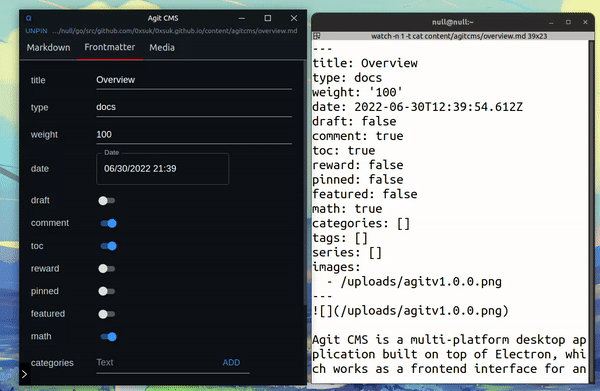 Agit CMS
UNPIN .../null/go/src/github.com/0xsuk/0xsuk.github.io/content/agitcms/overview.md
Markdown Frontmatter Media
title Overview
type docs
weight 100
Date
date 06/30/2022 21:39
draft
comment
toc
reward
pinned
featured
math
categories Text ADD
null@null:~
watch -n 1 -t cat content/agitcms/overview.md 39x23
---
title: Overview
type: docs
weight: '100'
date: 2022-06-30T12:39:54.612Z
draft: false
comment: true
toc: true
reward: false
pinned: false
featured: false
math: true
categories: []
tags: []
series: []
images:
- /uploads/agitv1.0.0.png
---
![](/uploads/agitv1.0.0.png)
Agit CMS is a multi-platform desktop ap
plication built on top of Electron, whi
ch works as a frontend interface for an